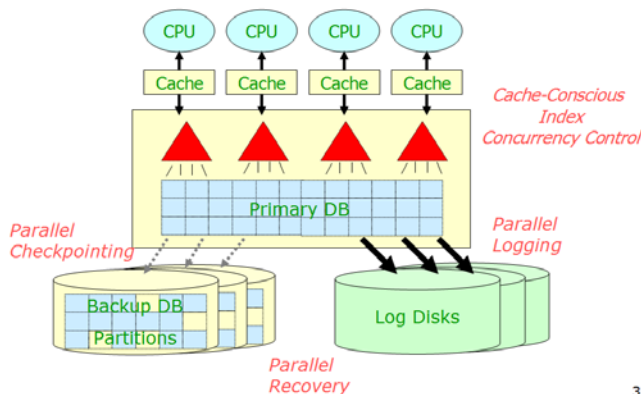 CPU
CPU
CPU
CPU
Cache
Cache
Cache
Cache
Cache-Conscious
Index
Concurrency Control
Primary DB
Parallel
Checkpointing
Parallel
Logging
Backup DB
Partitions
Log Disks
Parallel
Recovery
3